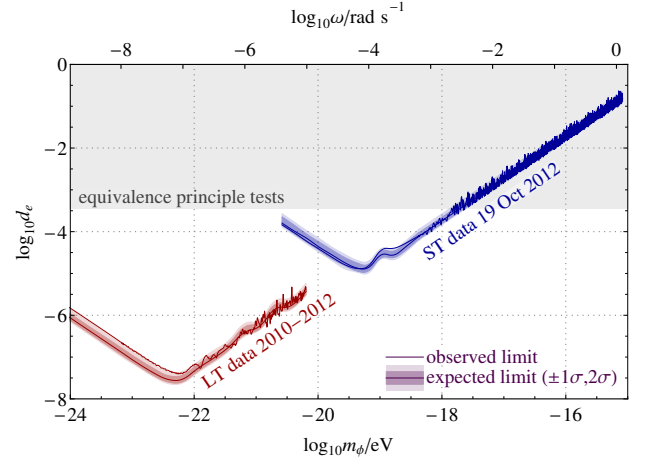 log₁₀ω/rad s⁻¹
−8 −6 −4 −2 0
0
−2
−4
−6
−8
log₁₀dₑ
equivalence principle tests
ST data 19 Oct 2012
LT data 2010−2012
observed limit
expected limit (±1σ,2σ)
−24 −22 −20 −18 −16
log₁₀m_ϕ/eV